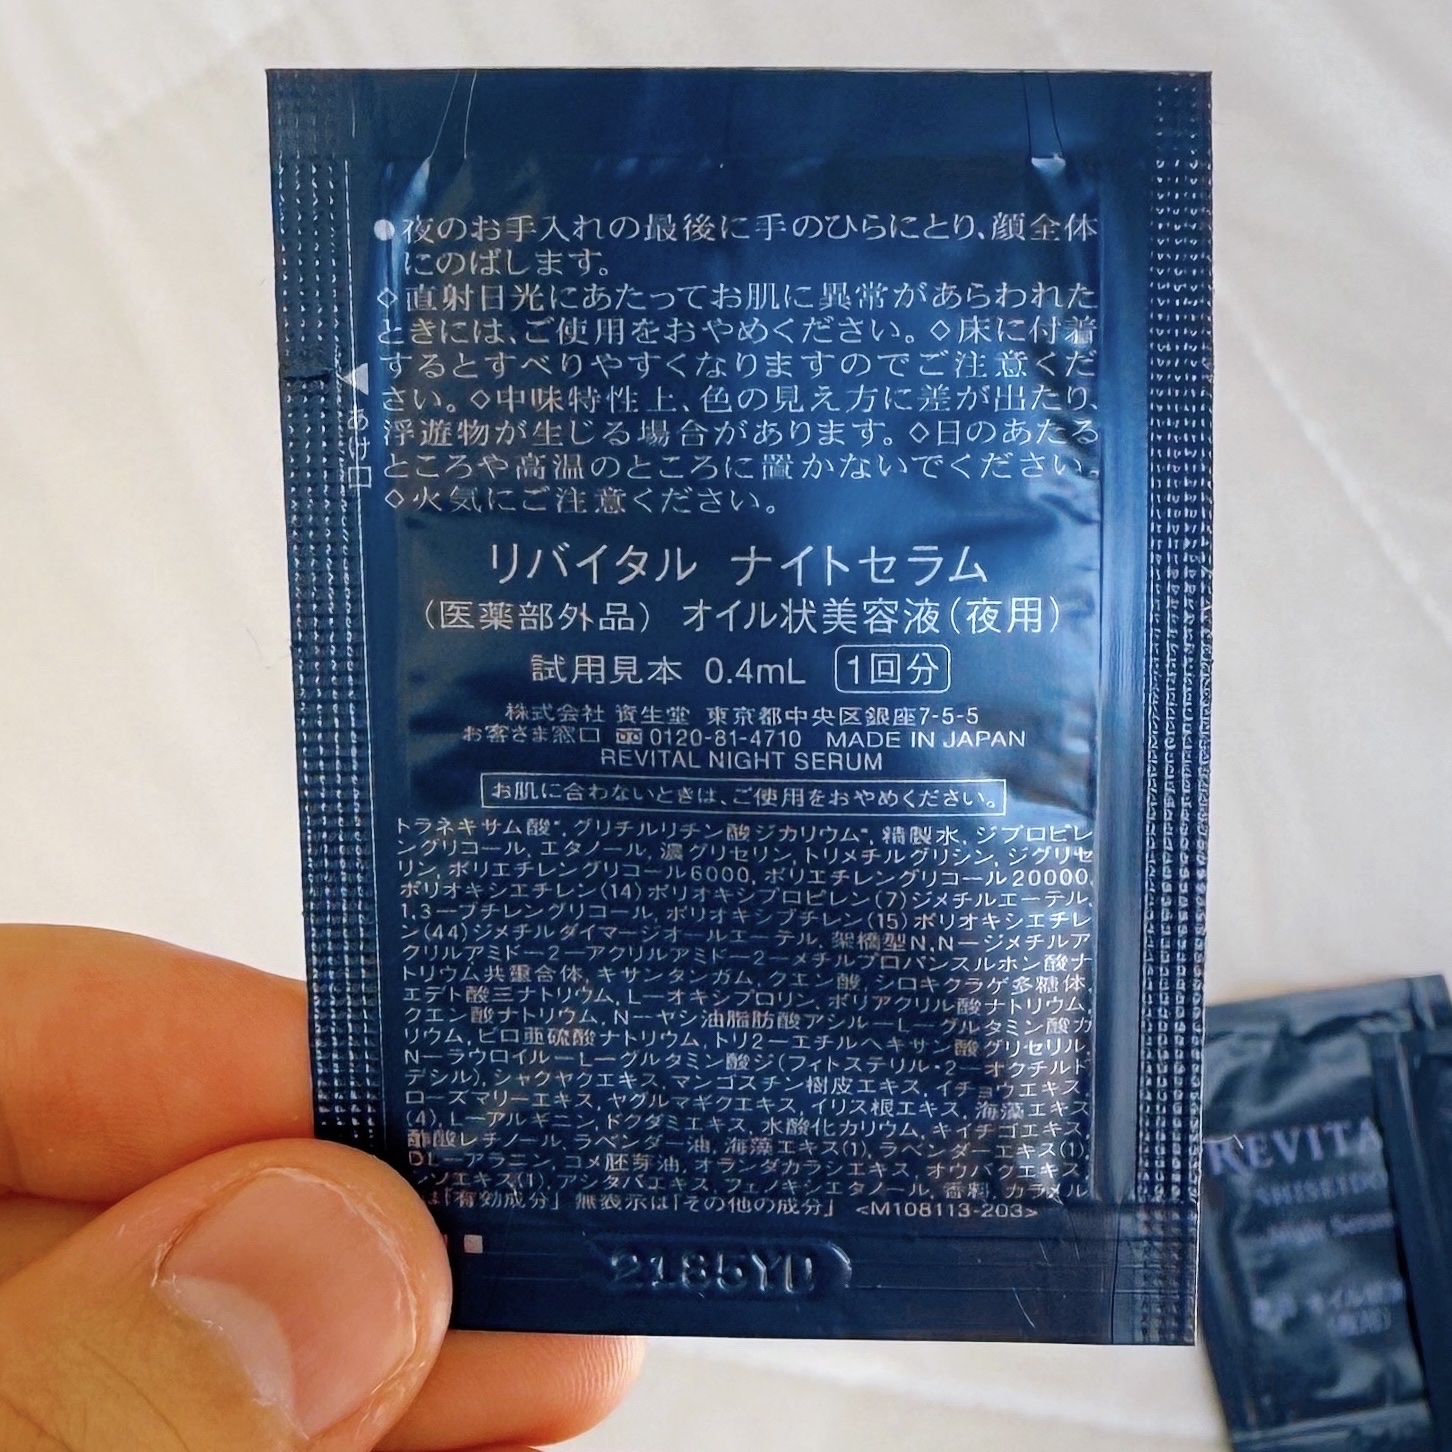 ●夜のお手入れの最後に手のひらにとり、顔全体
にのばします。
◇直射日光にあたってお肌に異常があらわれた
ときには、ご使用をおやめください。◇床に付着
するとすべりやすくなりますのでご注意くだ
さい。◇中味特性上、色の見え方に差が出たり、
浮遊物が生じる場合があります。◇日のあたる
ところや高温のところに置かないでください。
◇火気にご注意ください。
あけ口
リバイタル ナイトセラム
(医薬部外品) オイル状美容液(夜用)
試用見本 0.4mL 1回分
株式会社 資生堂 東京都中央区銀座7-5-5
お客さま窓口 0120-81-4710 MADE IN JAPAN
REVITAL NIGHT SERUM
お肌に合わないときは、ご使用をおやめください。
トラネキサム酸*, グリチルリチン酸ジカリウム*, 精製水, ジプロピレ
ングリコール, エタノール, 濃グリセリン, トリメチルグリシン, ジグリセ
リン, ポリエチレングリコール6000, ポリエチレングリコール20000,
ポリオキシエチレン(14)ポリオキシプロピレン(7)ジメチルエーテル,
1,3ーブチレングリコール, ポリオキシブチレン(15)ポリオキシエチレ
ン(44)ジメチルダイマージオールエーテル, 架橋型N,Nージメチルア
クリルアミドー2ーアクリルアミドー2ーメチルプロパンスルホン酸ナ
トリウム共重合体, キサンタンガム, クエン酸, シロキクラゲ多糖体,
エデト酸三ナトリウム, Lーオキシプロリン, ポリアクリル酸ナトリウム,
クエン酸ナトリウム, Nーヤシ油脂肪酸アシルーLーグルタミン酸カ
リウム, ピロ亜硫酸ナトリウム, トリ2ーエチルヘキサン酸グリセリル,
NーラウロイルーLーグルタミン酸ジ(フィトステリル・2ーオクチルド
デシル), シャクヤクエキス, マンゴスチン樹皮エキス, イチョウエキス,
ローズマリーエキス, ヤグルマギクエキス, イリス根エキス, 海藻エキス
(4), Lーアルギニン, ドクダミエキス, 水酸化カリウム, キイチゴエキス,
酢酸レチノール, ラベンダー油, 海藻エキス(1), ラベンダーエキス(1),
DLーアラニン, コメ胚芽油, オランダカラシエキス, オウバクエキス,
ソエキス(1), アシタバエキス, フェノキシエタノール, 香料, カラメル
は「有効成分」 無表示は「その他の成分」 <M108113-203>
2185YU
REVITA
SHISEIDO
Night Serum